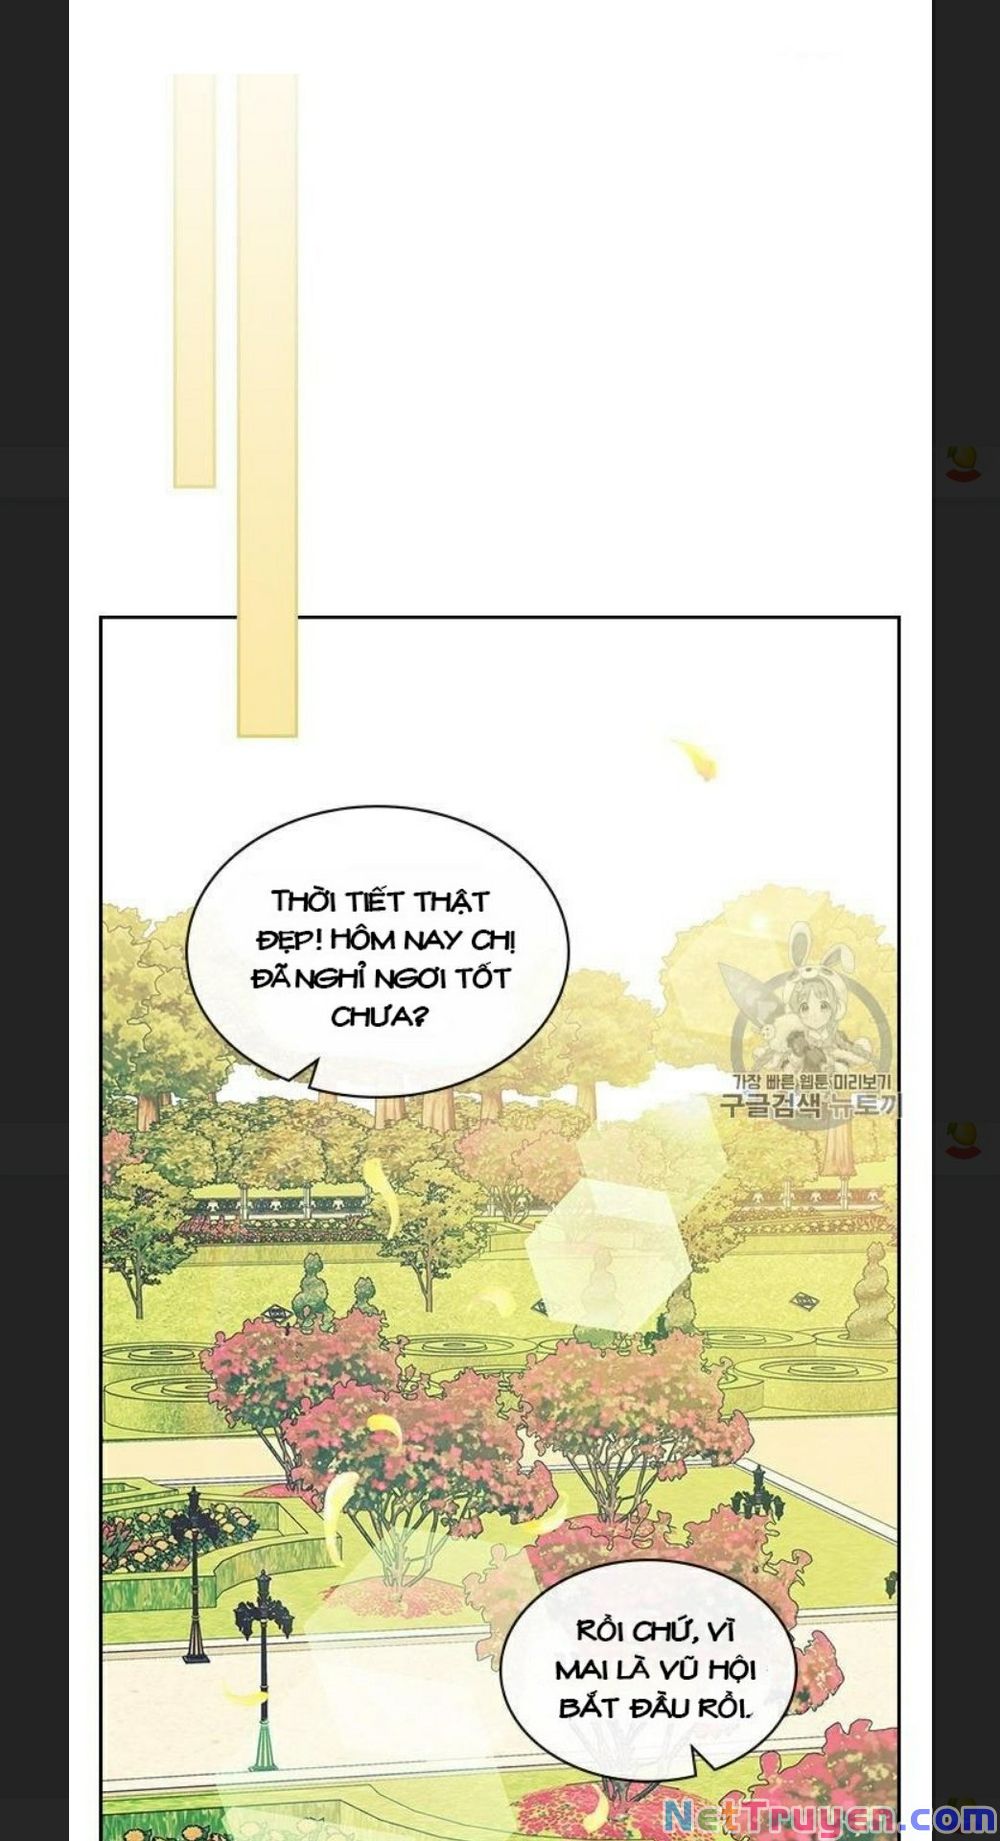 THỜI TIẾT THẬT
ĐẸP! HÔM NAY CHỊ
ĐÃ NGHỈ NGƠI TỐT
CHƯA?
가장 빠른 웹툰 미리보기
구글검색 뉴토끼
RỒI CHỨ, VÌ
MAI LÀ VŨ HỘI
BẮT ĐẦU RỒI.
NetTruyen.com